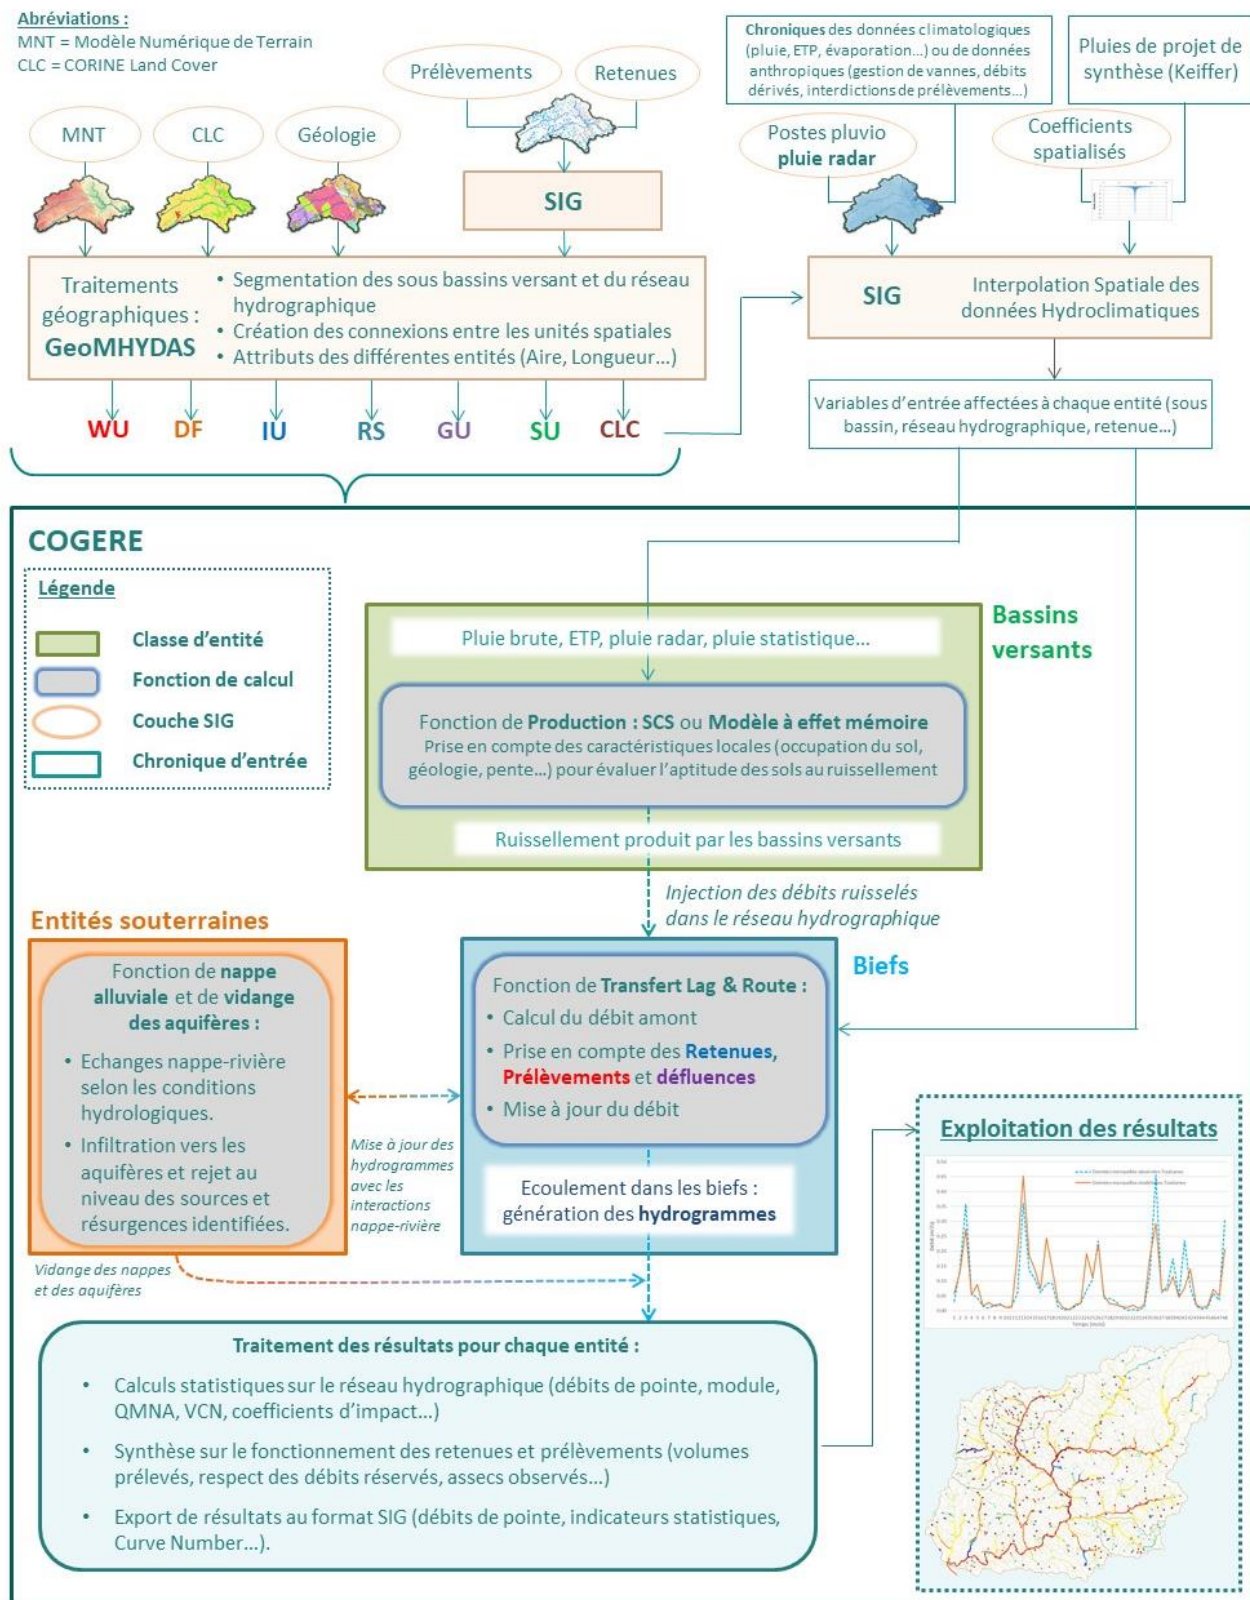 Abréviations :
MNT = Modèle Numérique de Terrain
CLC = CORINE Land Cover
MNT
CLC
Géologie
Prélèvements
Retenues
SIG
Chroniques des données climatologiques
(pluie, ETP, évaporation...) ou de données
anthropiques (gestion de vannes, débits
dérivés, interdictions de prélèvements...)
Pluies de projet de
synthèse (Keiffer)
Postes pluvio
pluie radar
Coefficients
spatialisés
Traitements
géographiques :
GeoMHYDAS
• Segmentation des sous bassins versant et du réseau
hydrographique
• Création des connexions entre les unités spatiales
• Attributs des différentes entités (Aire, Longueur...)
SIG
Interpolation Spatiale des
données Hydroclimatiques
WU
DF
IU
RS
GU
SU
CLC
Variables d'entrée affectées à chaque entité (sous
bassin, réseau hydrographique, retenue...)
COGERE
Légende
Classe d'entité
Fonction de calcul
Couche SIG
Chronique d'entrée
Bassins
versants
Pluie brute, ETP, pluie radar, pluie statistique...
Fonction de Production : SCS ou Modèle à effet mémoire
Prise en compte des caractéristiques locales (occupation du sol,
géologie, pente...) pour évaluer l'aptitude des sols au ruissellement
Ruissellement produit par les bassins versants
Injection des débits ruisselés
dans le réseau hydrographique
Entités souterraines
Fonction de nappe
alluviale et de vidange
des aquifères :
• Echanges nappe-rivière
selon les conditions
hydrologiques.
• Infiltration vers les
aquifères et rejet au
niveau des sources et
résurgences identifiées.
Biefs
Fonction de Transfert Lag & Route :
• Calcul du débit amont
• Prise en compte des Retenues,
Prélèvements et défluences
• Mise à jour du débit
Mise à jour des
hydrogrammes
avec les
interactions
nappe-rivière
Ecoulement dans les biefs :
génération des hydrogrammes
Vidange des nappes
et des aquifères
Traitement des résultats pour chaque entité :
• Calculs statistiques sur le réseau hydrographique (débits de pointe, module,
QMNA, VCN, coefficients d'impact...)
• Synthèse sur le fonctionnement des retenues et prélèvements (volumes
prélevés, respect des débits réservés, assecs observés...)
• Export de résultats au format SIG (débits de pointe, indicateurs statistiques,
Curve Number...).
Exploitation des résultats